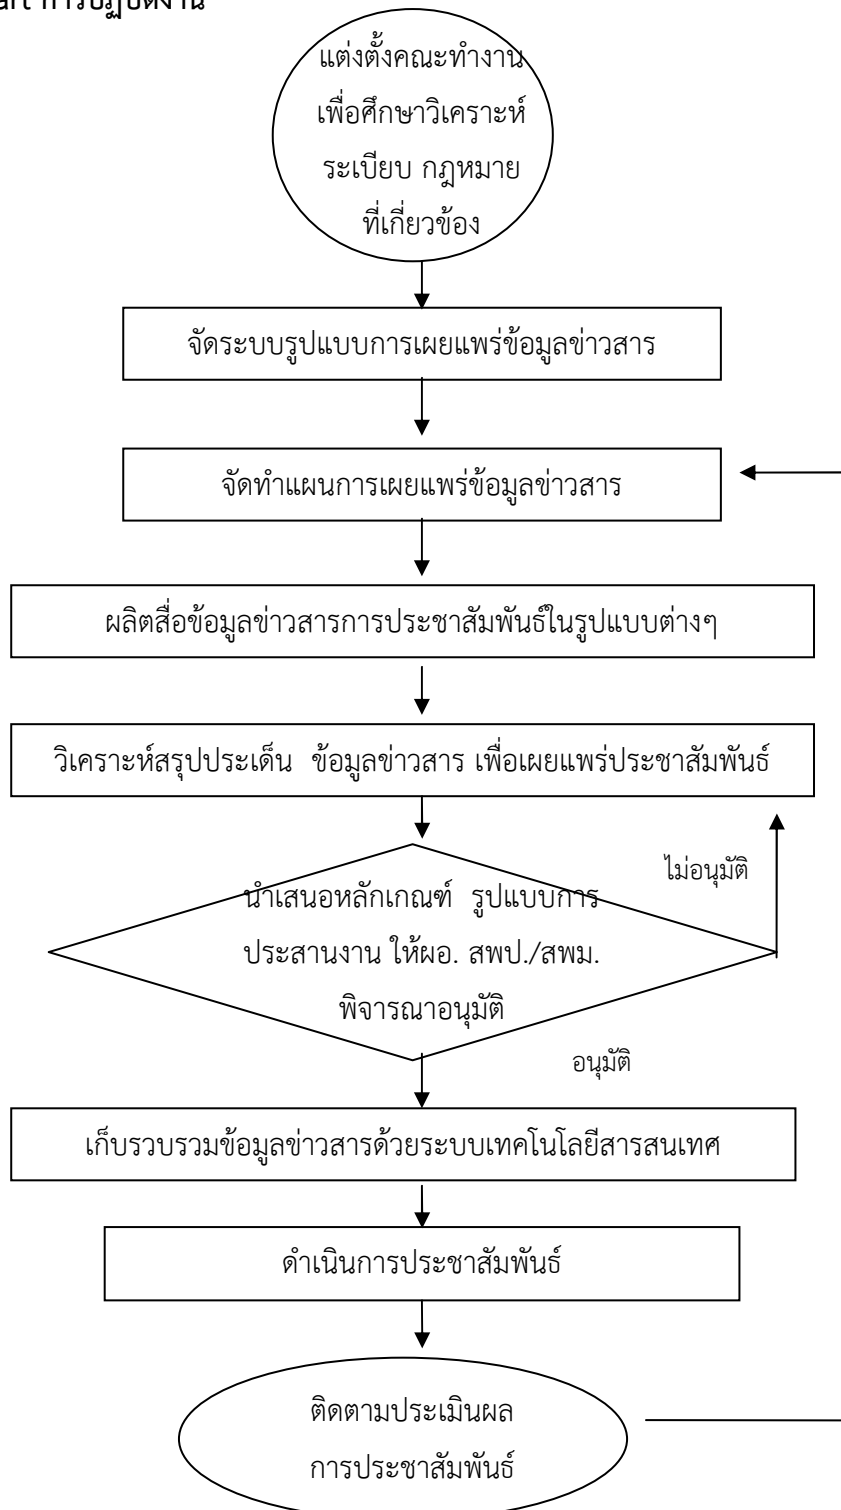 การปฏิบัติงาน
แต่งตั้งคณะทำงาน
เพื่อศึกษาวิเคราะห์
ระเบียบ กฎหมาย
ที่เกี่ยวข้อง
จัดระบบรูปแบบการเผยแพร่ข้อมูลข่าวสาร
จัดทำแผนการเผยแพร่ข้อมูลข่าวสาร
ผลิตสื่อข้อมูลข่าวสารการประชาสัมพันธ์ในรูปแบบต่างๆ
วิเคราะห์สรุปประเด็น ข้อมูลข่าวสาร เพื่อเผยแพร่ประชาสัมพันธ์
ไม่อนุมัติ
นำเสนอหลักเกณฑ์ รูปแบบการ
ประสานงาน ให้ผอ. สพป./สพม.
พิจารณาอนุมัติ
อนุมัติ
เก็บรวบรวมข้อมูลข่าวสารด้วยระบบเทคโนโลยีสารสนเทศ
ดำเนินการประชาสัมพันธ์
ติดตามประเมินผล
การประชาสัมพันธ์